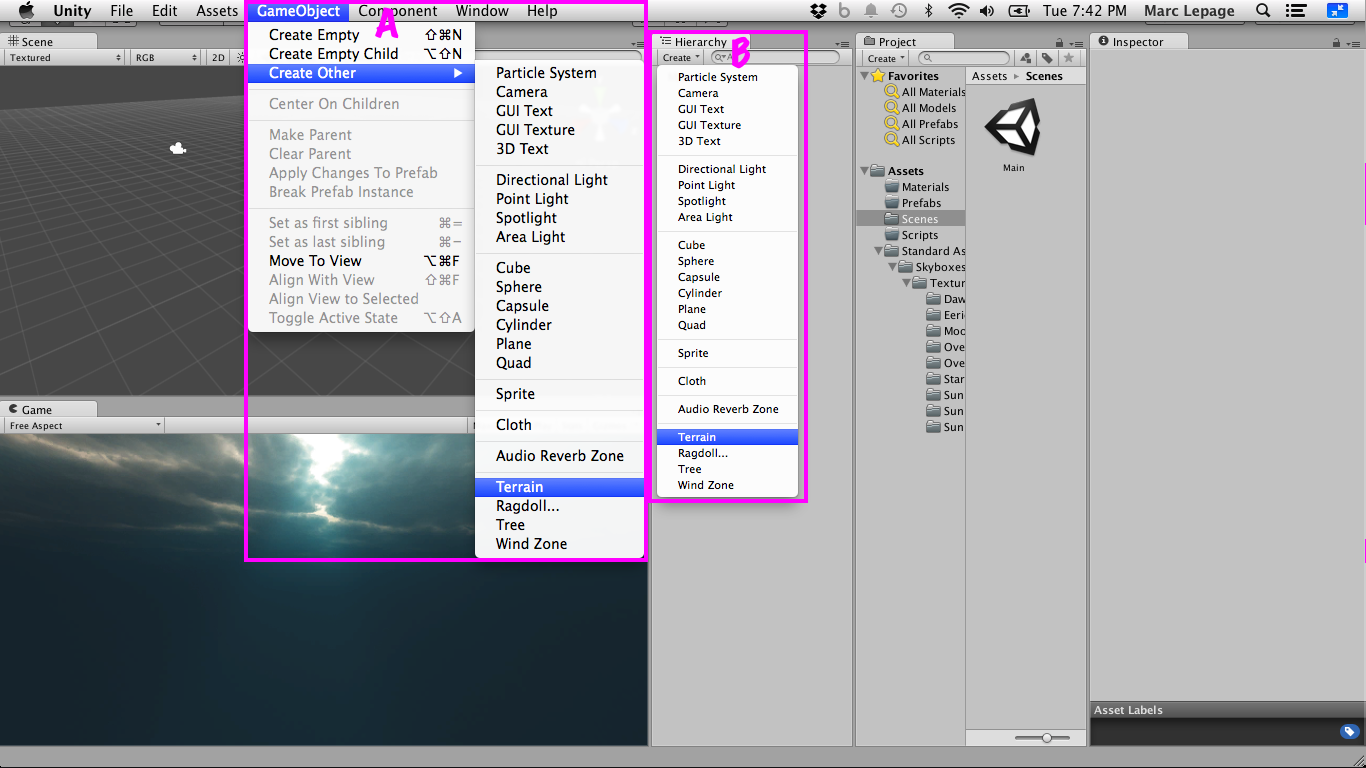 Unity File Edit Assets GameObject Component Window Help Tue 7:42 PM Marc Lepage
A
Create Empty ⇧⌘N
Create Empty Child ⌥⇧N
Create Other ▶
Center On Children
Make Parent
Clear Parent
Apply Changes To Prefab
Break Prefab Instance
Set as first sibling ⌘=
Set as last sibling ⌘-
Move To View ⌥⌘F
Align With View ⇧⌘F
Align View to Selected
Toggle Active State ⌥⇧A
Particle System
Camera
GUI Text
GUI Texture
3D Text
Directional Light
Point Light
Spotlight
Area Light
Cube
Sphere
Capsule
Cylinder
Plane
Quad
Sprite
Cloth
Audio Reverb Zone
Terrain
Ragdoll...
Tree
Wind Zone
Scene
Textured RGB 2D
Game
Free Aspect
Hierarchy
B
Create
Particle System
Camera
GUI Text
GUI Texture
3D Text
Directional Light
Point Light
Spotlight
Area Light
Cube
Sphere
Capsule
Cylinder
Plane
Quad
Sprite
Cloth
Audio Reverb Zone
Terrain
Ragdoll...
Tree
Wind Zone
Project
Create
Favorites
All Materials
All Models
All Prefabs
All Scripts
Assets
Materials
Prefabs
Scenes
Scripts
Standard As
Skyboxes
Textur
Daw
Eeri
Moo
Ove
Ove
Star
Sun
Sun
Sun
Assets ▸ Scenes
Main
Inspector
Asset Labels